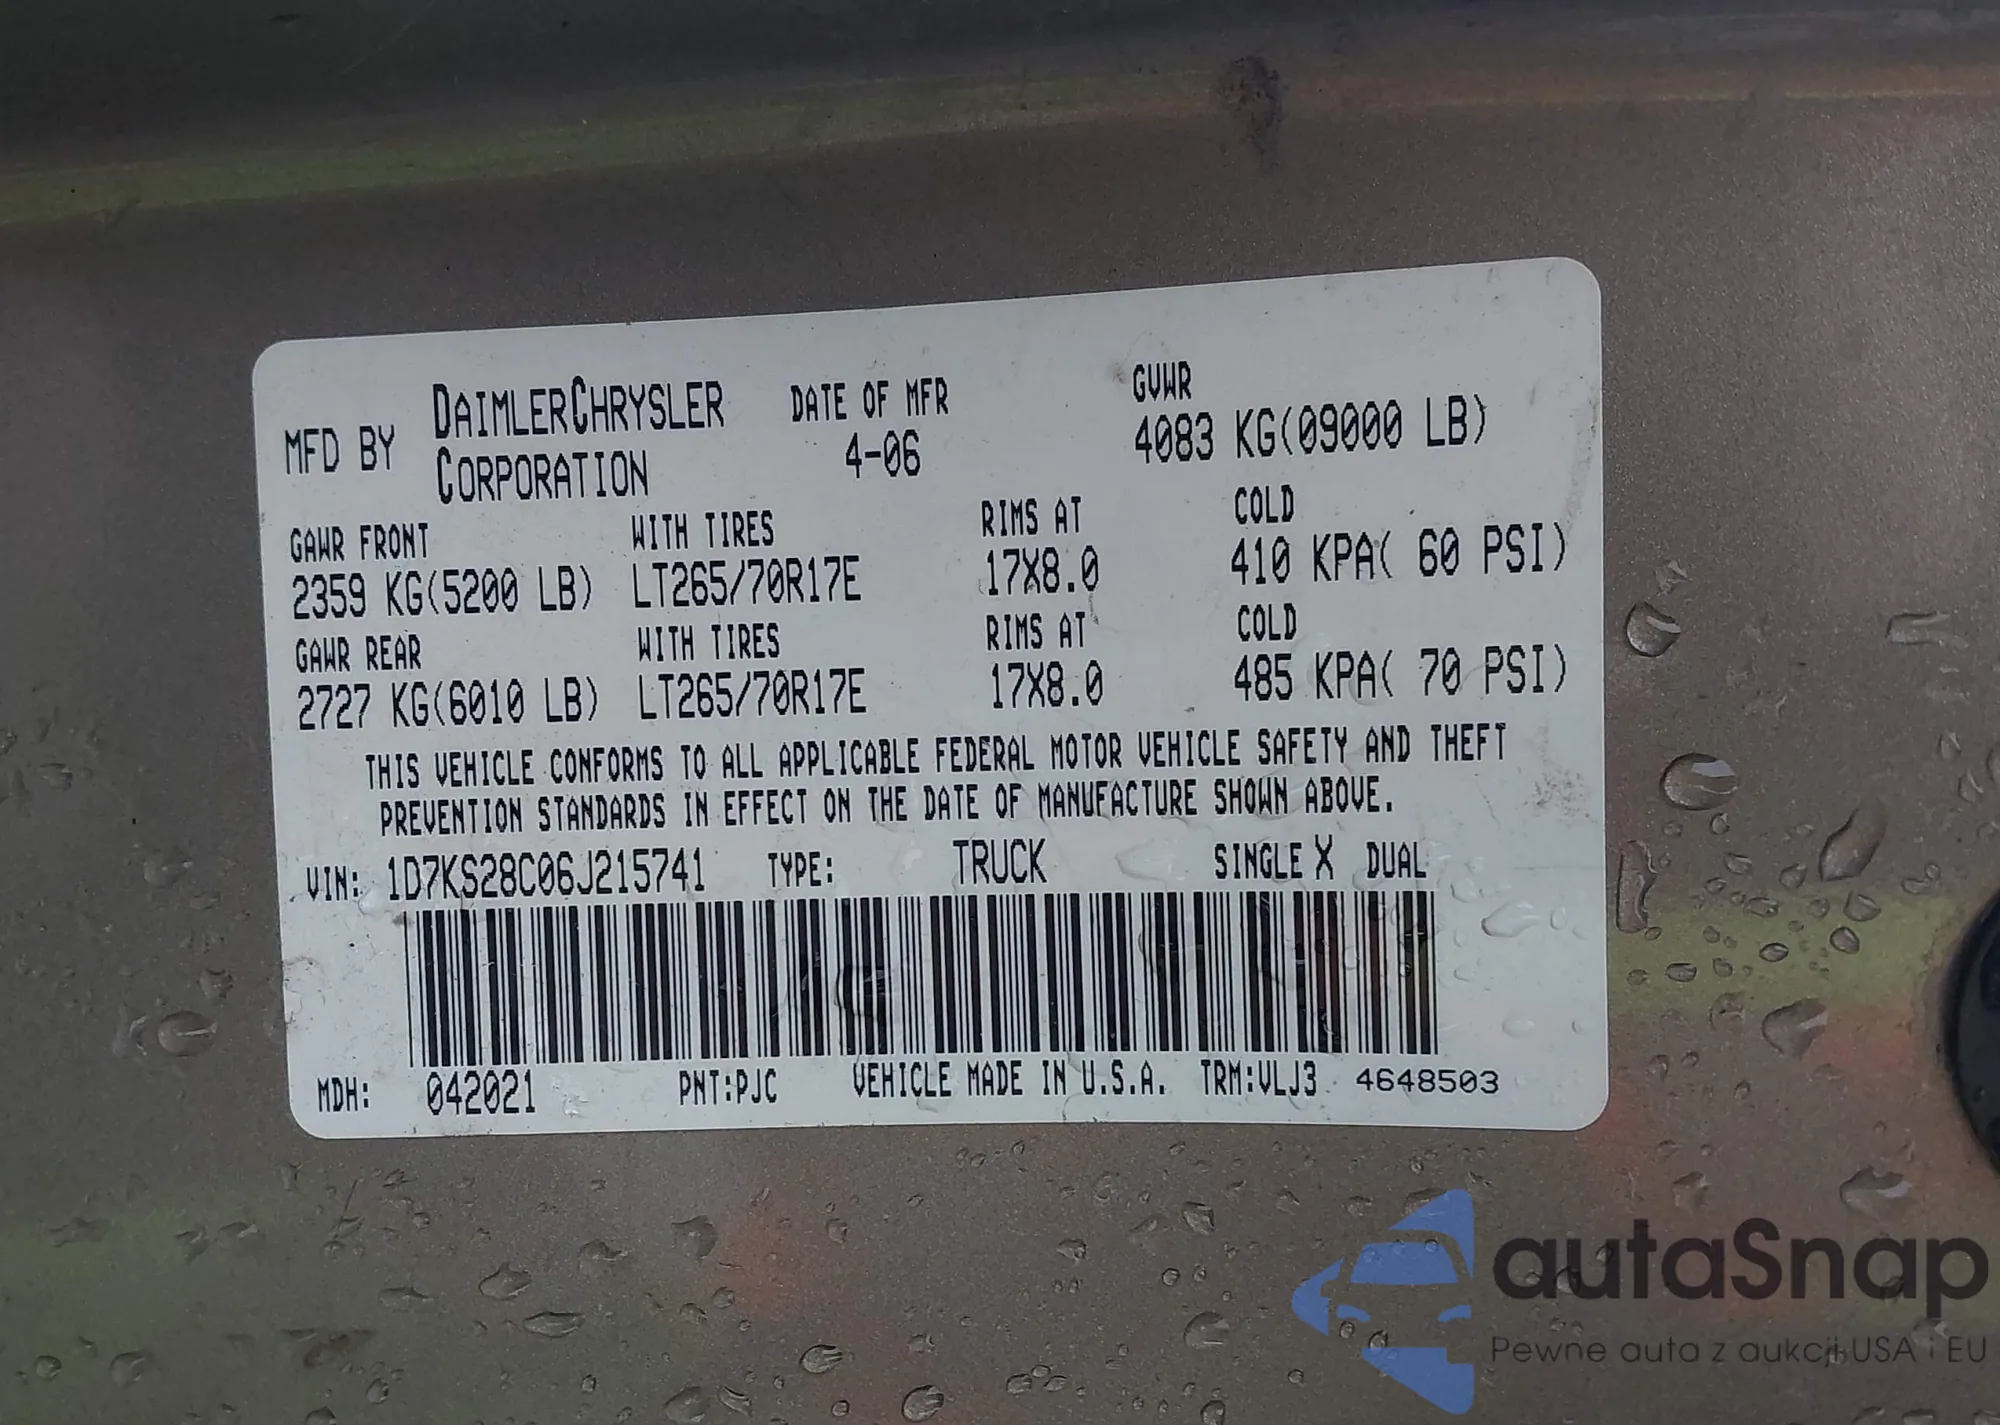 MFD BY DAIMLERCHRYSLER CORPORATION DATE OF MFR 4-06 GVWR 4083 KG(09000 LB)
GAWR FRONT WITH TIRES RIMS AT COLD
2359 KG(5200 LB) LT265/70R17E 17X8.0 410 KPA( 60 PSI)
GAWR REAR WITH TIRES RIMS AT COLD
2727 KG(6010 LB) LT265/70R17E 17X8.0 485 KPA( 70 PSI)
THIS VEHICLE CONFORMS TO ALL APPLICABLE FEDERAL MOTOR VEHICLE SAFETY AND THEFT
PREVENTION STANDARDS IN EFFECT ON THE DATE OF MANUFACTURE SHOWN ABOVE.
VIN: 1D7KS28C06J215741 TYPE: TRUCK SINGLE X DUAL
MDH: 042021 PNT:PJC VEHICLE MADE IN U.S.A. TRM:VLJ3 4648503
autaSnap
Pewne auta z aukcji USA i EU